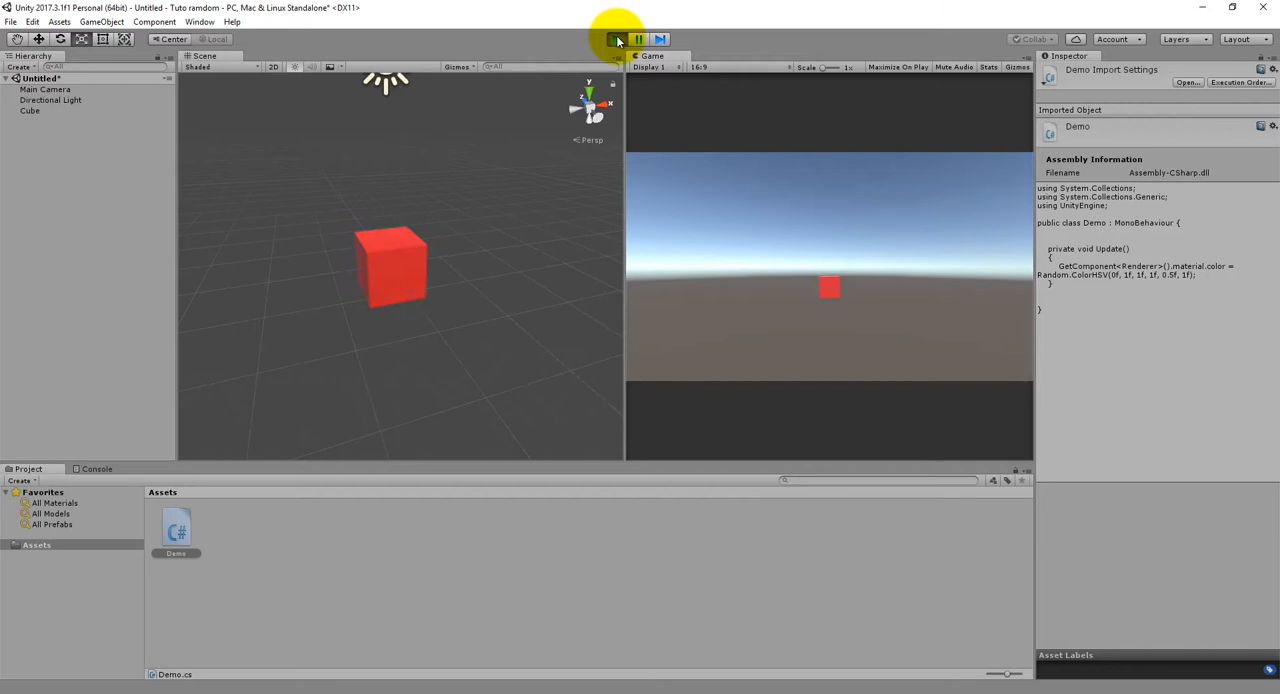 Unity 2017.3.1f1 Personal (64bit) - Untitled - Tuto ramdom - PC, Mac & Linux Standalone* <DX11>
File Edit Assets GameObject Component Window Help
Center Local Collab Account Layers Layout
Hierarchy
Create All
Untitled*
Main Camera
Directional Light
Cube
Scene
Shaded 2D Gizmos All
y
x
z
Persp
Game
Display 1 16:9 Scale 1x Maximize On Play Mute Audio Stats Gizmos
Inspector
Demo Import Settings
Open... Execution Order...
Imported Object
Demo
Assembly Information
Filename Assembly-CSharp.dll
using System.Collections;
using System.Collections.Generic;
using UnityEngine;
public class Demo : MonoBehaviour {
private void Update()
{
GetComponent<Renderer>().material.color =
Random.ColorHSV(0f, 1f, 1f, 1f, 0.5f, 1f);
}
}
Project Console
Create
Favorites
All Materials
All Models
All Prefabs
Assets
Assets
C#
Demo
Demo.cs
Asset Labels